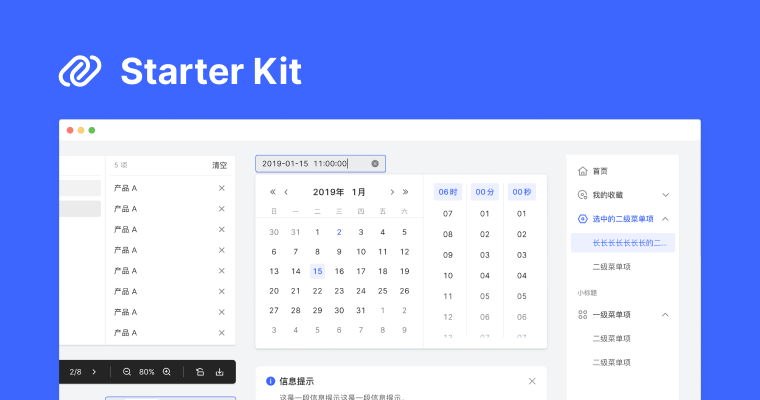 Starter Kit
5 项 清空
产品 A
产品 A
产品 A
产品 A
产品 A
产品 A
产品 A
产品 A
2/8 80%
2019-01-15 11:00:00
2019年 1月
日 一 二 三 四 五 六
30 31 1 2 3 4 5
6 7 8 9 10 11 12
13 14 15 16 17 18 19
20 21 22 23 24 25 26
27 28 29 30 31 1 2
3 4 5 6 7 8 9
06时 00分 00秒
07 01 01
08 02 02
09 03 03
10 04 04
11 05 05
12 06 06
13 07 07
信息提示
这是一段信息提示这是一段信息提示。
首页
我的收藏
选中的二级菜单项
长长长长长长长的二...
二级菜单项
小标题
一级菜单项
二级菜单项
二级菜单项